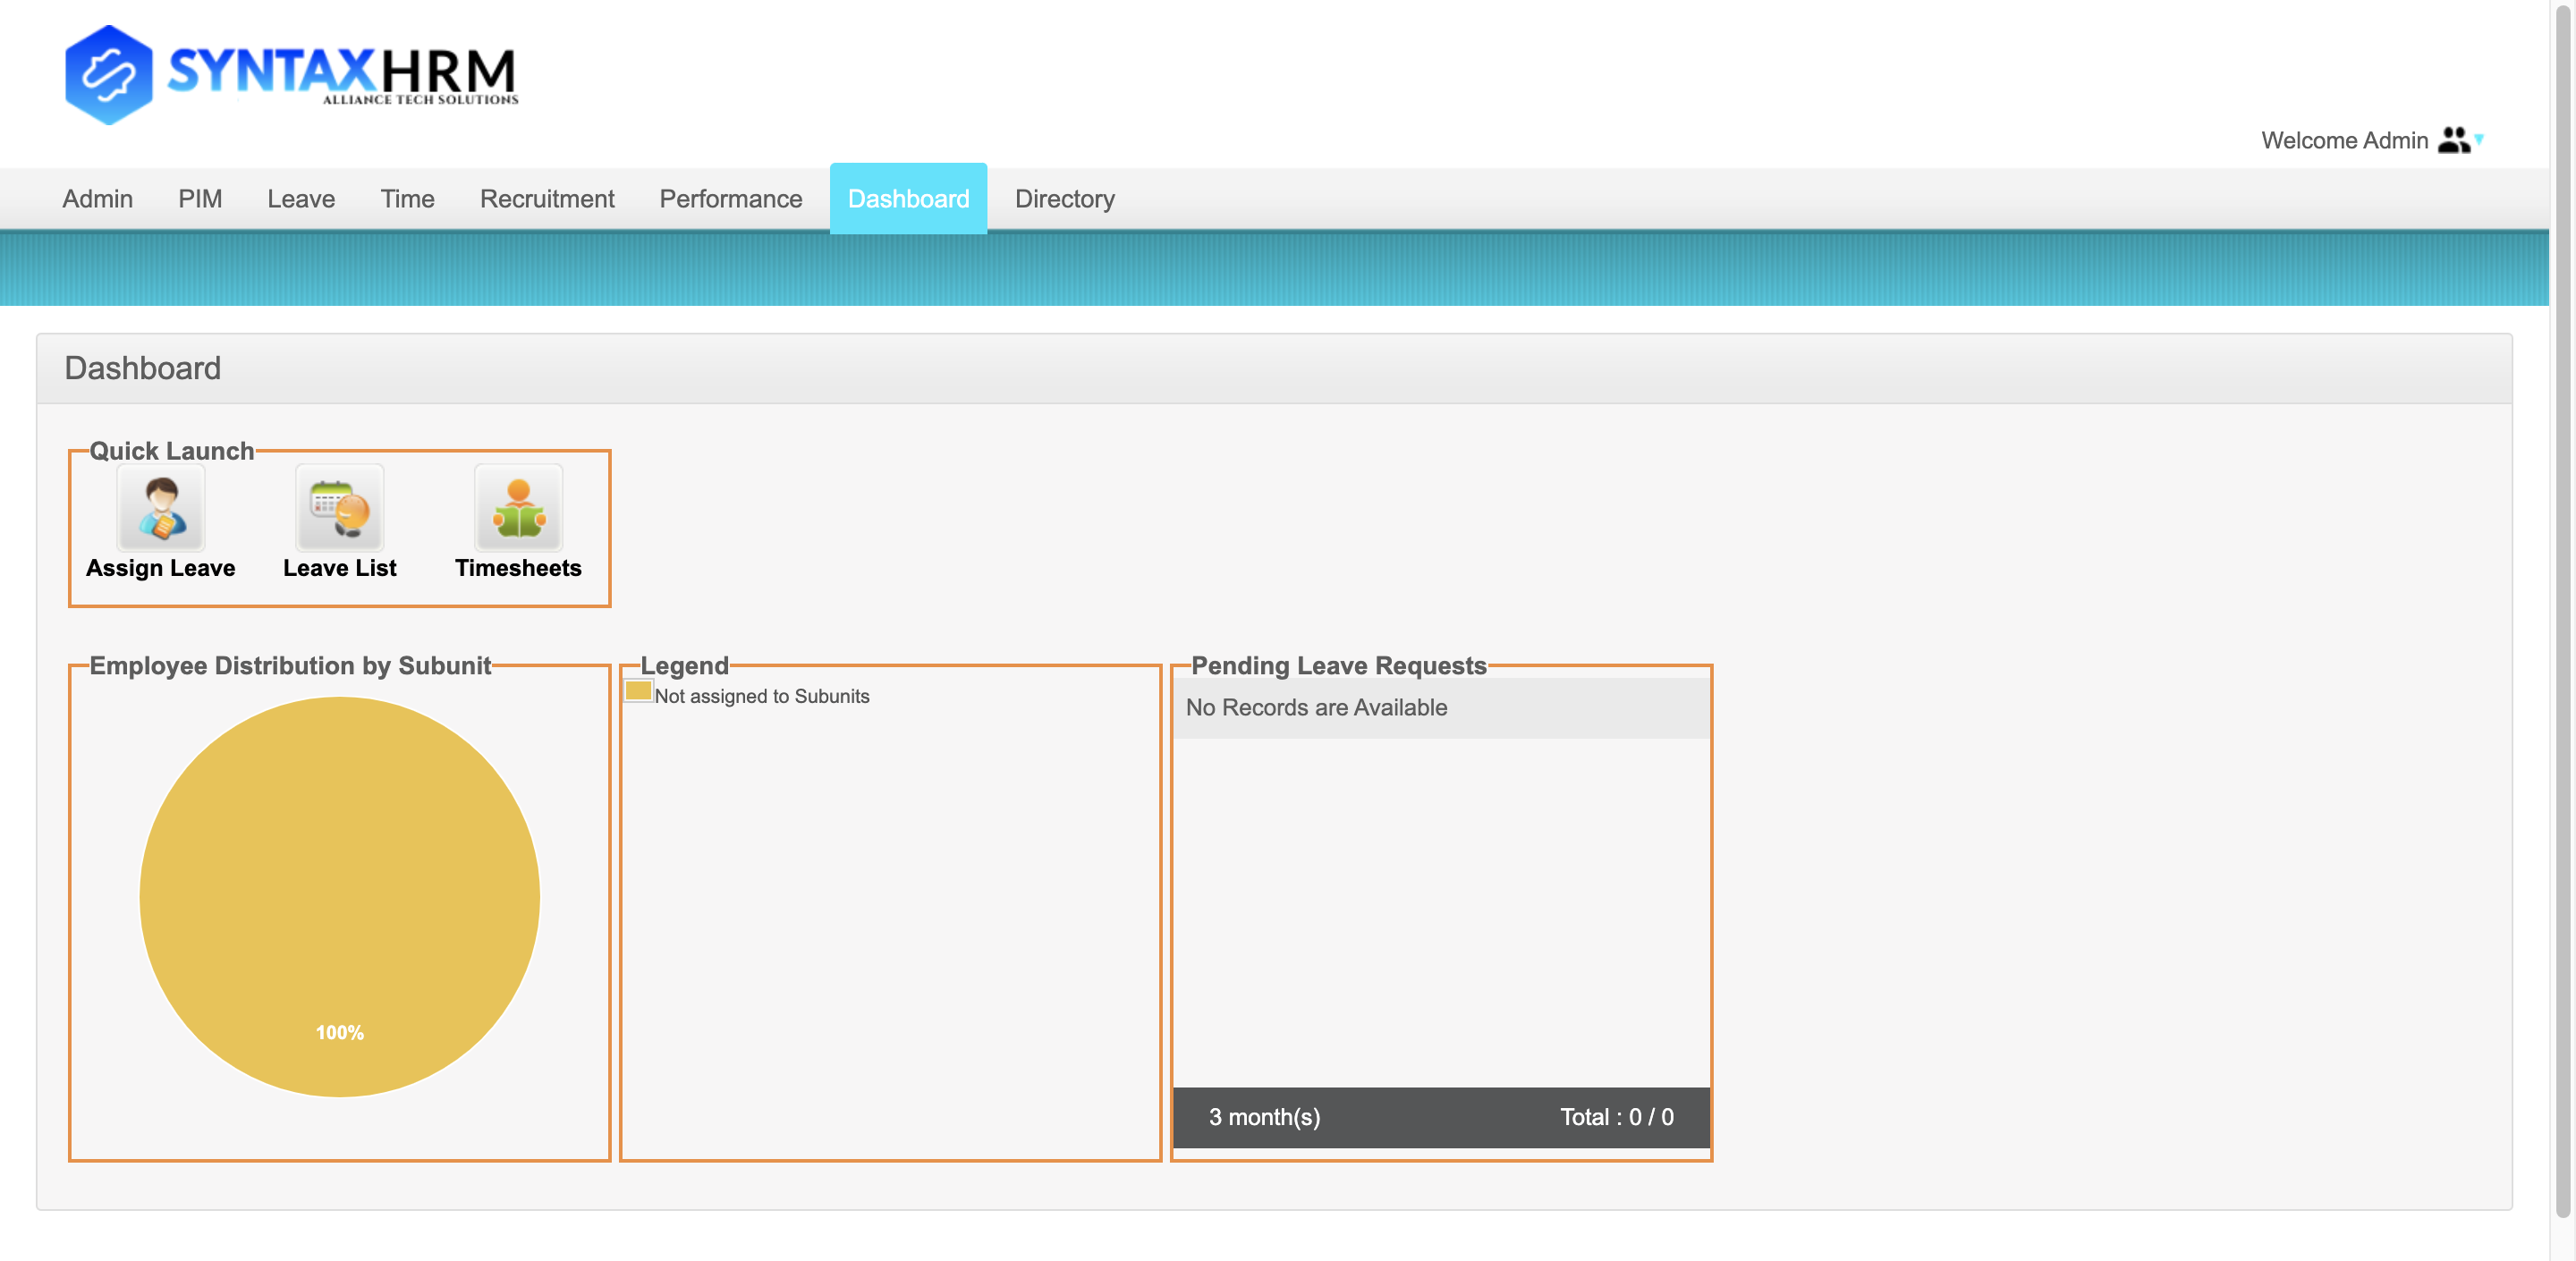 SYNTAXHRM
ALLIANCE TECH SOLUTIONS
Welcome Admin
Admin PIM Leave Time Recruitment Performance Dashboard Directory
Dashboard
Quick Launch
Assign Leave Leave List Timesheets
Employee Distribution by Subunit
100%
Legend
Not assigned to Subunits
Pending Leave Requests
No Records are Available
3 month(s) Total : 0 / 0